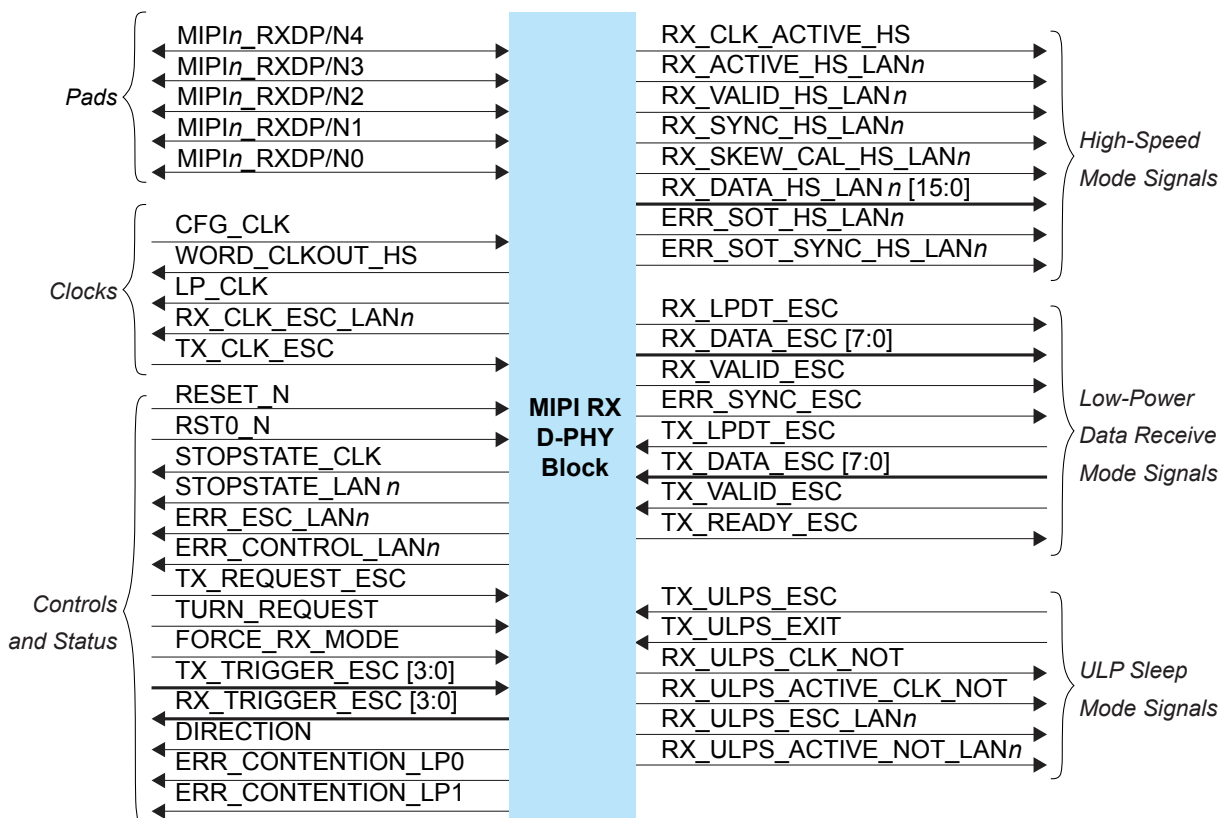 Pads
MIPIn_RXDP/N4
MIPIn_RXDP/N3
MIPIn_RXDP/N2
MIPIn_RXDP/N1
MIPIn_RXDP/N0
Clocks
CFG_CLK
WORD_CLKOUT_HS
LP_CLK
RX_CLK_ESC_LANn
TX_CLK_ESC
Controls
and Status
RESET_N
RST0_N
STOPSTATE_CLK
STOPSTATE_LAN n
ERR_ESC_LANn
ERR_CONTROL_LANn
TX_REQUEST_ESC
TURN_REQUEST
FORCE_RX_MODE
TX_TRIGGER_ESC [3:0]
RX_TRIGGER_ESC [3:0]
DIRECTION
ERR_CONTENTION_LP0
ERR_CONTENTION_LP1
MIPI RX
D-PHY
Block
RX_CLK_ACTIVE_HS
RX_ACTIVE_HS_LANn
RX_VALID_HS_LANn
RX_SYNC_HS_LANn
RX_SKEW_CAL_HS_LANn
RX_DATA_HS_LAN n [15:0]
ERR_SOT_HS_LANn
ERR_SOT_SYNC_HS_LANn
High-Speed
Mode Signals
RX_LPDT_ESC
RX_DATA_ESC [7:0]
RX_VALID_ESC
ERR_SYNC_ESC
TX_LPDT_ESC
TX_DATA_ESC [7:0]
TX_VALID_ESC
TX_READY_ESC
Low-Power
Data Receive
Mode Signals
TX_ULPS_ESC
TX_ULPS_EXIT
RX_ULPS_CLK_NOT
RX_ULPS_ACTIVE_CLK_NOT
RX_ULPS_ESC_LANn
RX_ULPS_ACTIVE_NOT_LANn
ULP Sleep
Mode Signals